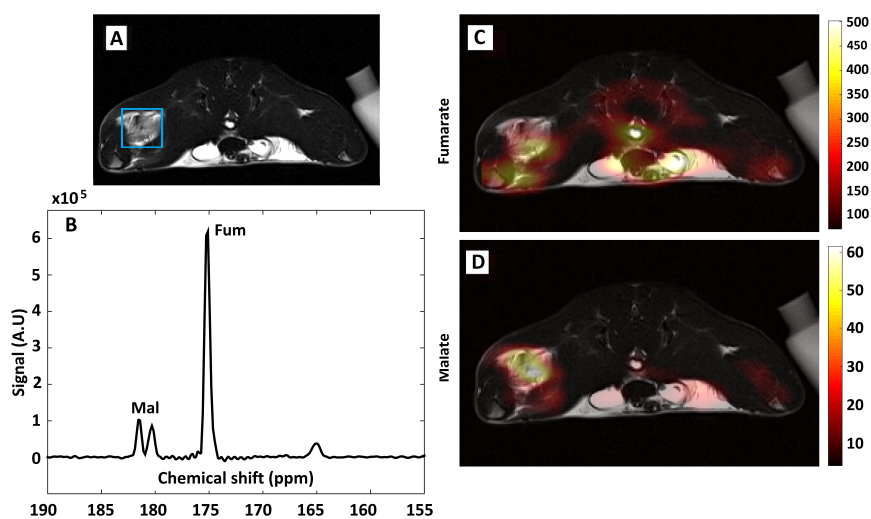 A
x10 5
B
Fum
Mal
Signal (A.U)
6
5
4
3
2
1
0
Chemical shift (ppm)
190 185 180 175 170 165 160 155
C
Fumarate
500
450
400
350
300
250
200
150
100
D
Malate
60
50
40
30
20
10